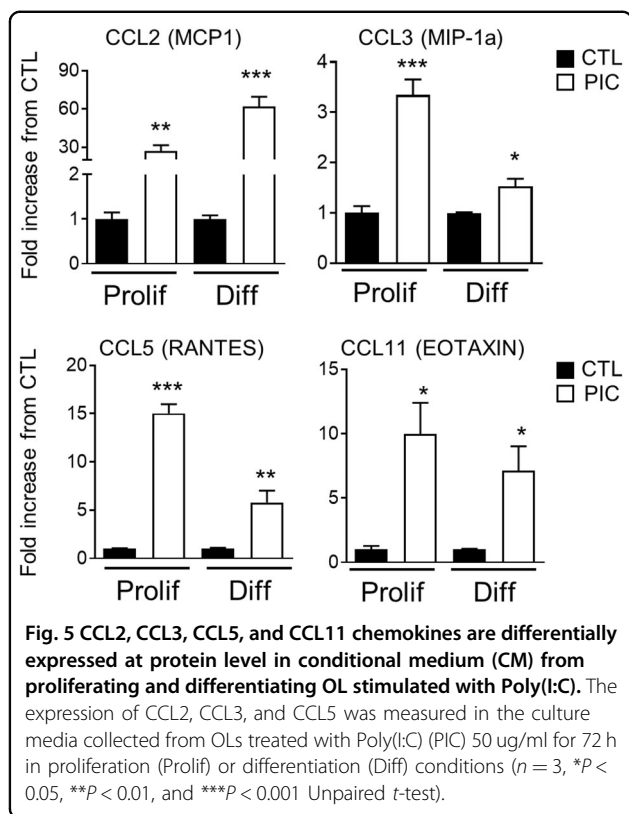 CCL2 (MCP1)
Fold increase from CTL
90
60
30
1
0
**
***
Prolif
Diff
CCL3 (MIP-1a)
4
3
2
1
0
***
*
Prolif
Diff
CTL
PIC
CCL5 (RANTES)
Fold increase from CTL
20
15
10
5
0
***
**
Prolif
Diff
CCL11 (EOTAXIN)
15
10
5
0
*
*
Prolif
Diff
CTL
PIC
Fig. 5 CCL2, CCL3, CCL5, and CCL11 chemokines are differentially
expressed at protein level in conditional medium (CM) from
proliferating and differentiating OL stimulated with Poly(I:C). The
expression of CCL2, CCL3, and CCL5 was measured in the culture
media collected from OLs treated with Poly(I:C) (PIC) 50 ug/ml for 72 h
in proliferation (Prolif) or differentiation (Diff) conditions (n = 3, *P <
0.05, **P < 0.01, and ***P < 0.001 Unpaired t-test).